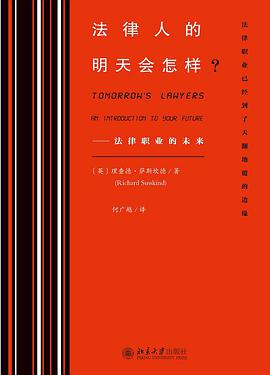 法律人的
明天会怎样?
TOMORROW'S LAWYERS
AN INTRODUCTION TO YOUR FUTURE
——法律职业的未来
[英]理查德·萨斯坎德 著
(Richard Susskind)
何广越 译
法律职业已经到了天翻地覆的边缘
北京大学出版社
PEKING UNIVERSITY PRESS